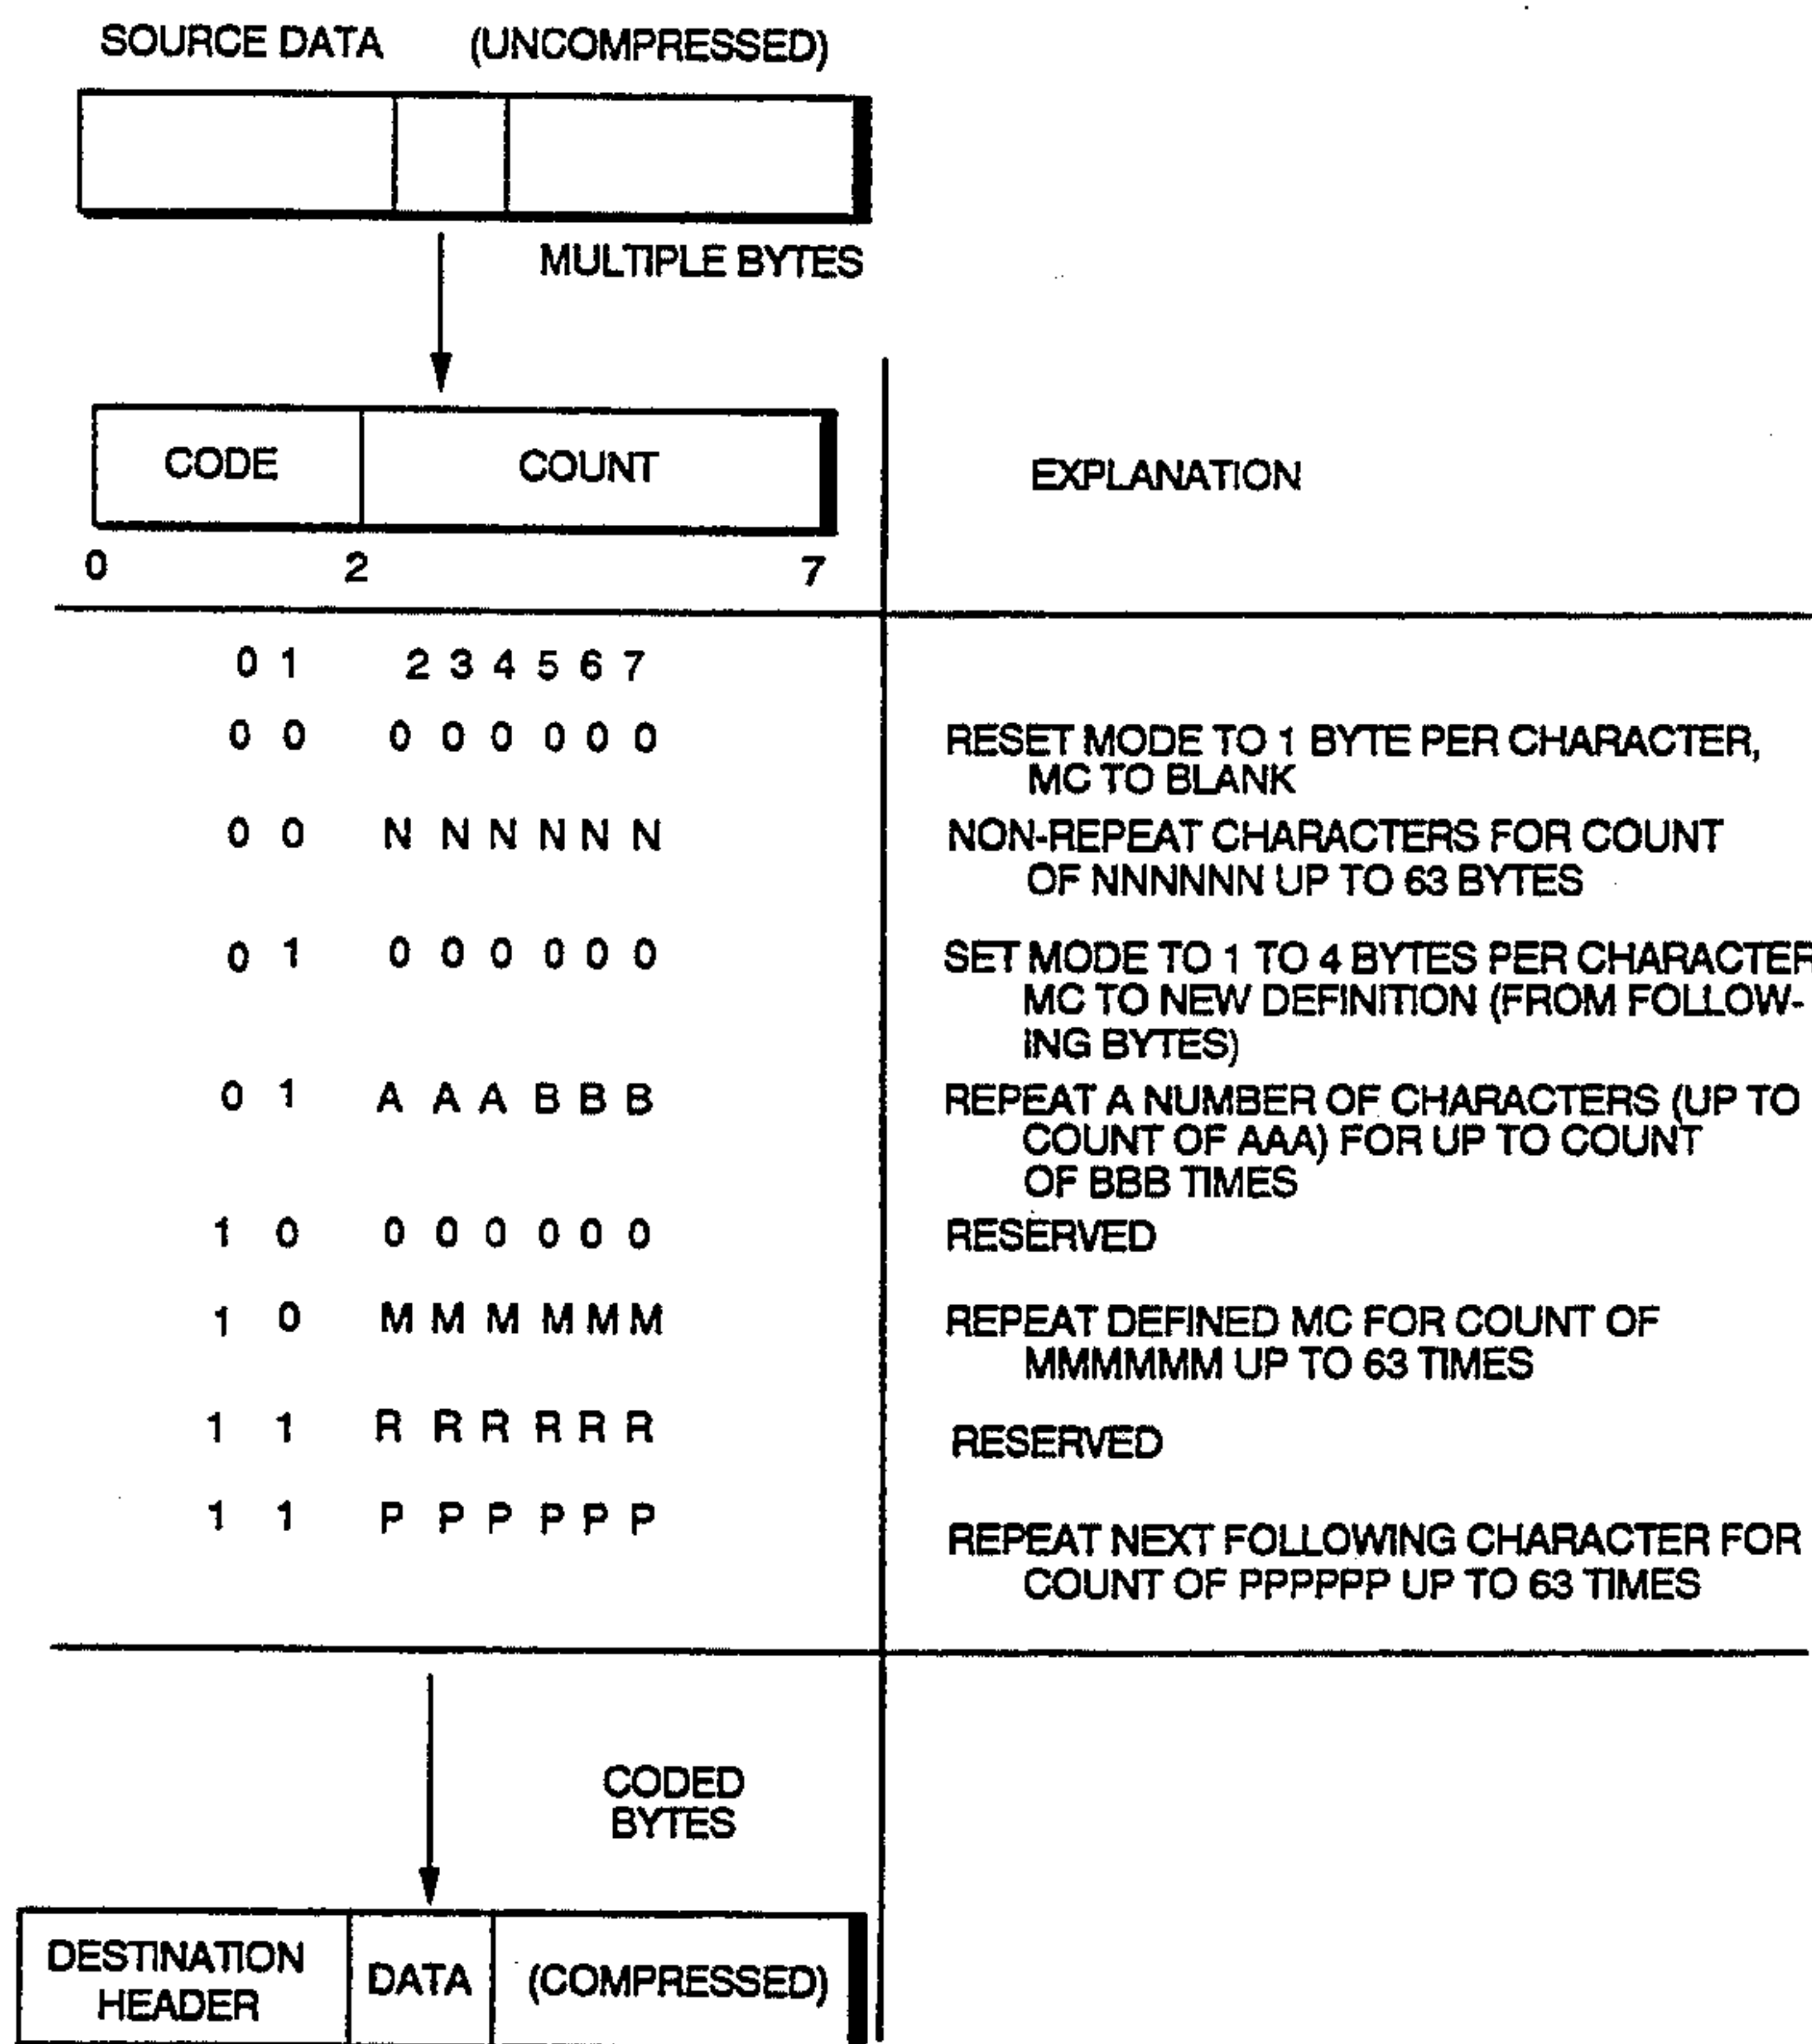 SOURCE DATA (UNCOMPRESSED)
MULTIPLE BYTES
CODE COUNT
EXPLANATION
0 2 7
0 1 2 3 4 5 6 7
0 0 0 0 0 0 0 0
RESET MODE TO 1 BYTE PER CHARACTER,
MC TO BLANK
0 0 N N N N N N
NON-REPEAT CHARACTERS FOR COUNT
OF NNNNNN UP TO 63 BYTES
0 1 0 0 0 0 0 0
SET MODE TO 1 TO 4 BYTES PER CHARACTER
MC TO NEW DEFINITION (FROM FOLLOW-
ING BYTES)
0 1 A A A B B B
REPEAT A NUMBER OF CHARACTERS (UP TO
COUNT OF AAA) FOR UP TO COUNT
OF BBB TIMES
1 0 0 0 0 0 0 0
RESERVED
1 0 M M M M M M
REPEAT DEFINED MC FOR COUNT OF
MMMMMM UP TO 63 TIMES
1 1 R R R R R R
RESERVED
1 1 P P P P P P
REPEAT NEXT FOLLOWING CHARACTER FOR
COUNT OF PPPPPP UP TO 63 TIMES
CODED
BYTES
DESTINATION
HEADER
DATA (COMPRESSED)